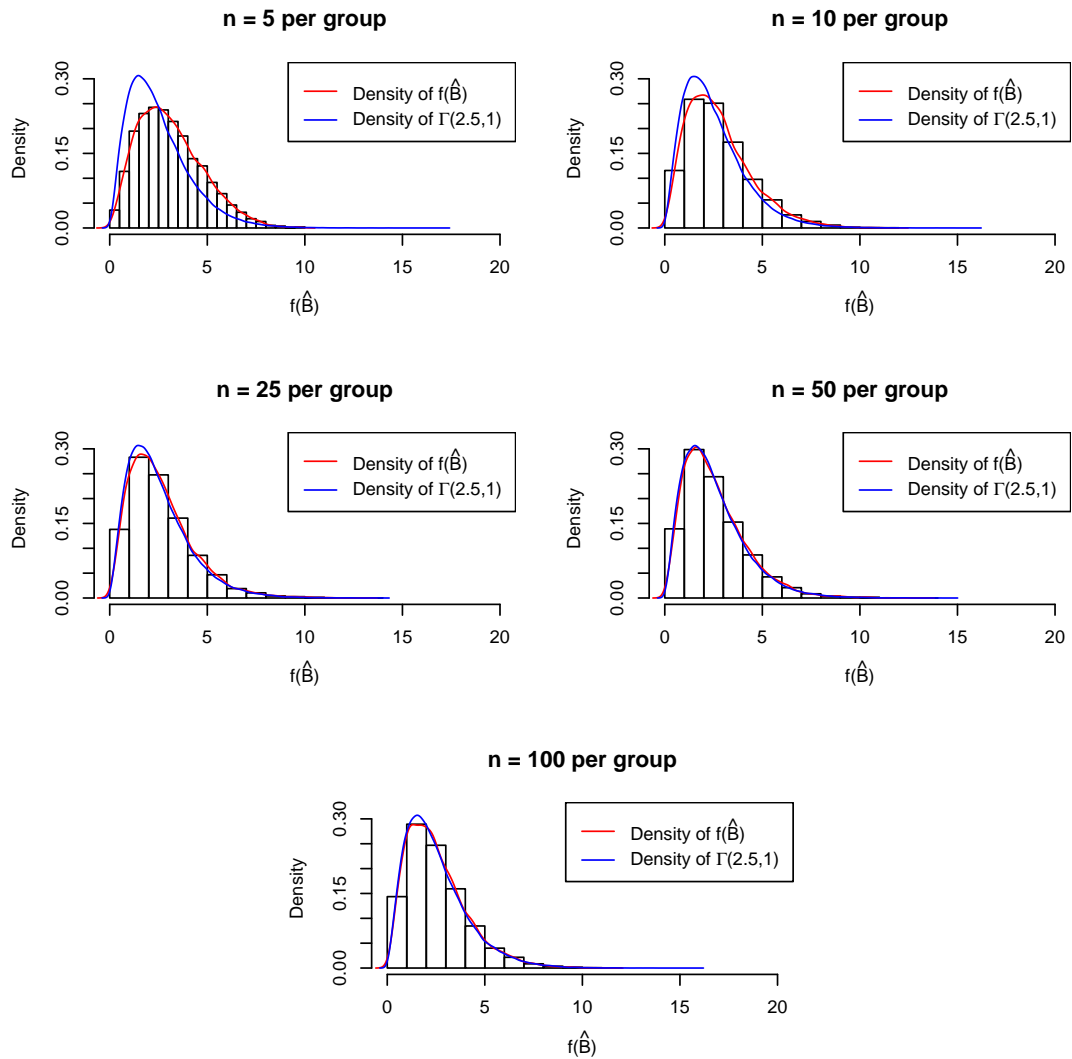 n = 5 per group
Density of f(B̂)
Density of Γ(2.5,1)
Density
0.00 0.15 0.30
0 5 10 15 20
f(B̂)
n = 10 per group
Density of f(B̂)
Density of Γ(2.5,1)
Density
0.00 0.15 0.30
0 5 10 15 20
f(B̂)
n = 25 per group
Density of f(B̂)
Density of Γ(2.5,1)
Density
0.00 0.15 0.30
0 5 10 15 20
f(B̂)
n = 50 per group
Density of f(B̂)
Density of Γ(2.5,1)
Density
0.00 0.15 0.30
0 5 10 15 20
f(B̂)
n = 100 per group
Density of f(B̂)
Density of Γ(2.5,1)
Density
0.00 0.15 0.30
0 5 10 15 20
f(B̂)